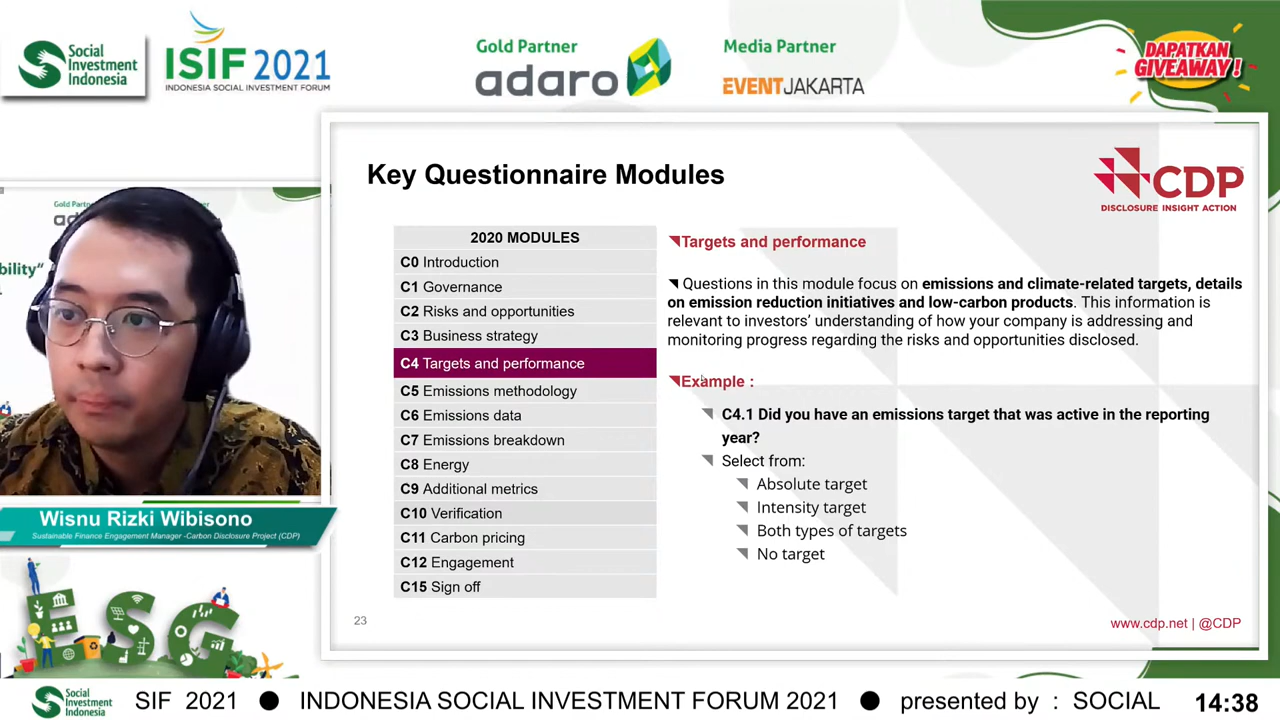 Social
Investment
Indonesia
ISIF 2021
INDONESIA SOCIAL INVESTMENT FORUM
Gold Partner
adaro
Media Partner
EVENTJAKARTA
DAPATKAN
GIVEAWAY !
Key Questionnaire Modules
CDP
DISCLOSURE INSIGHT ACTION
2020 MODULES
C0 Introduction
C1 Governance
C2 Risks and opportunities
C3 Business strategy
C4 Targets and performance
C5 Emissions methodology
C6 Emissions data
C7 Emissions breakdown
C8 Energy
C9 Additional metrics
C10 Verification
C11 Carbon pricing
C12 Engagement
C15 Sign off
Targets and performance
Questions in this module focus on emissions and climate-related targets, details
on emission reduction initiatives and low-carbon products. This information is
relevant to investors’ understanding of how your company is addressing and
monitoring progress regarding the risks and opportunities disclosed.
Example :
C4.1 Did you have an emissions target that was active in the reporting
year?
Select from:
Absolute target
Intensity target
Both types of targets
No target
23
www.cdp.net | @CDP
Gold Partner
Wisnu Rizki Wibisono
Sustainable Finance Engagement Manager -Carbon Disclosure Project (CDP)
ESG
Social
Investment
Indonesia
SIF 2021 ● INDONESIA SOCIAL INVESTMENT FORUM 2021 ● presented by : SOCIAL
14:38